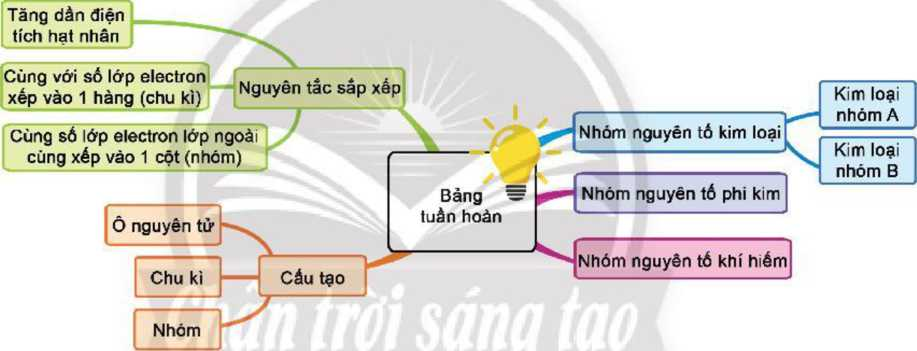 Tăng dần điện
tích hạt nhân
Cùng với số lớp electron
xếp vào 1 hàng (chu kì)
Cùng số lớp electron lớp ngoài
cùng xếp vào 1 cột (nhóm)
Nguyên tắc sắp xếp
Ô nguyên tử
Chu kì
Nhóm
Cấu tạo
Bảng
tuần hoàn
Nhóm nguyên tố kim loại
Kim loại
nhóm A
Kim loại
nhóm B
Nhóm nguyên tố phi kim
Nhóm nguyên tố khí hiếm
Chân trời sáng tạo